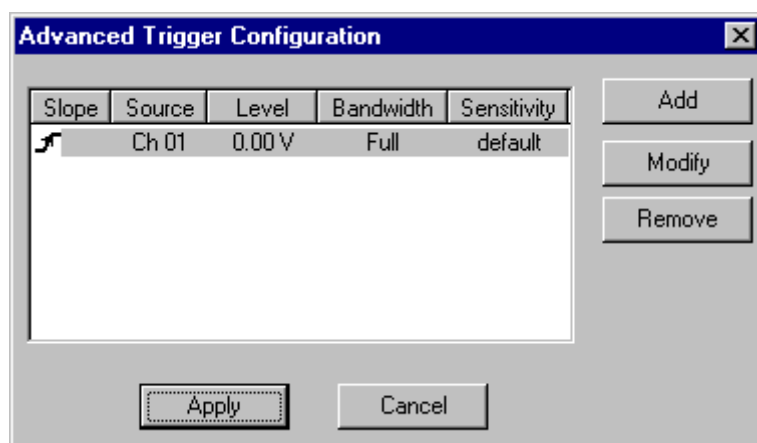 Advanced Trigger Configuration
Slope Source Level Bandwidth Sensitivity
Ch 01 0.00 V Full default
Add
Modify
Remove
Apply Cancel